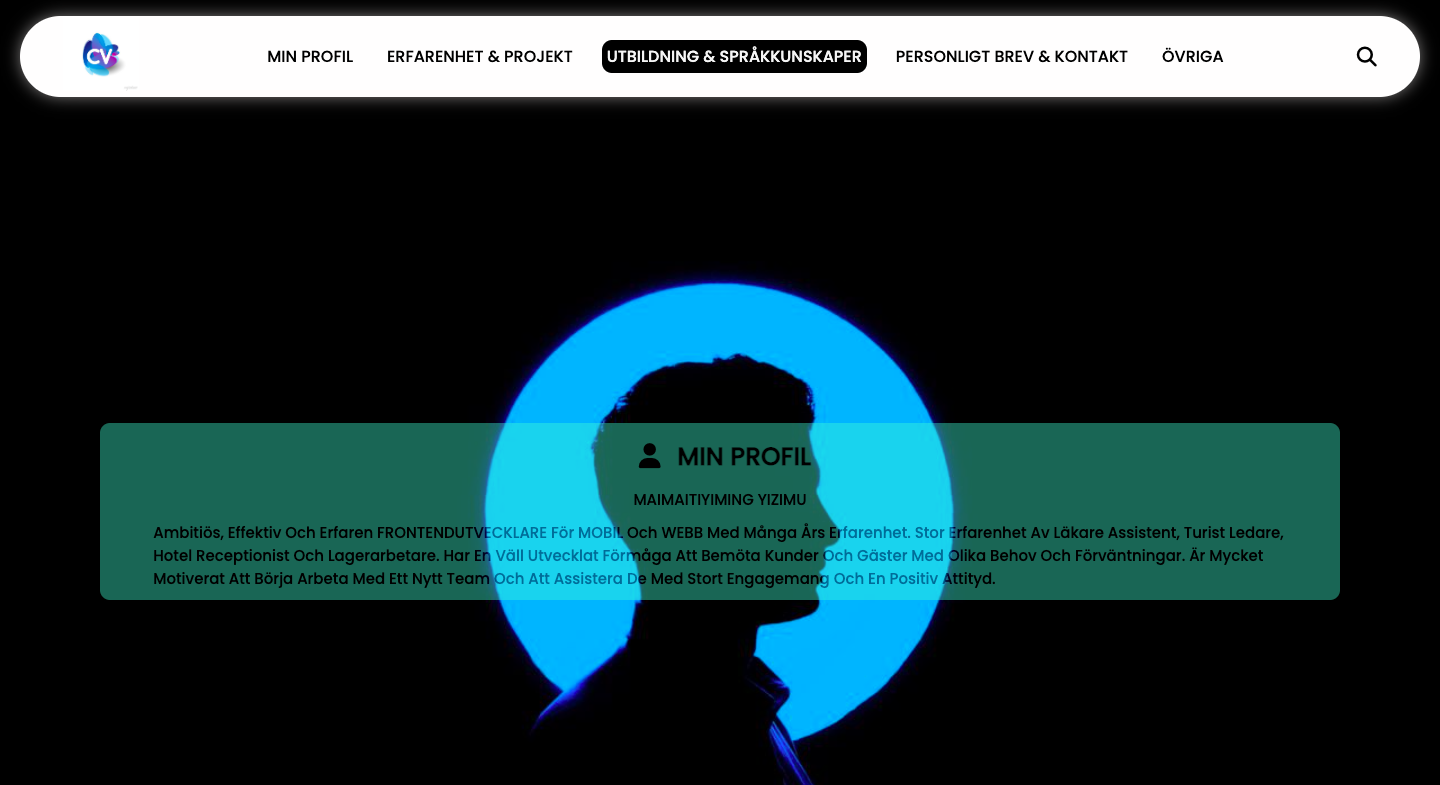 CV
MIN PROFIL
ERFARENHET & PROJEKT
UTBILDNING & SPRÅKKUNSKAPER
PERSONLIGT BREV & KONTAKT
ÖVRIGA
MIN PROFIL
MAIMAITIYIMING YIZIMU
Ambitiös, Effektiv Och Erfaren FRONTENDUTVECKLARE För MOBIL Och WEBB Med Många Års Erfarenhet. Stor Erfarenhet Av Läkare Assistent, Turist Ledare,
Hotel Receptionist Och Lagerarbetare. Har En Väll Utvecklat Förmåga Att Bemöta Kunder Och Gäster Med Olika Behov Och Förväntningar. Är Mycket
Motiverat Att Börja Arbeta Med Ett Nytt Team Och Att Assistera De Med Stort Engagemang Och En Positiv Attityd.